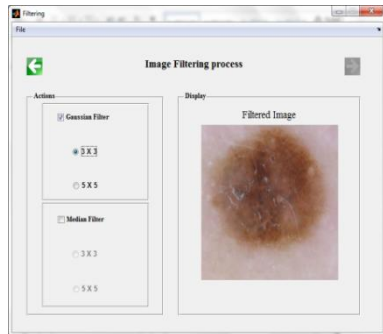 Filtering
File
Image Filtering process
Actions
Gaussian Filter
3 X 3
5 X 5
Median Filter
3 X 3
5 X 5
Display
Filtered Image